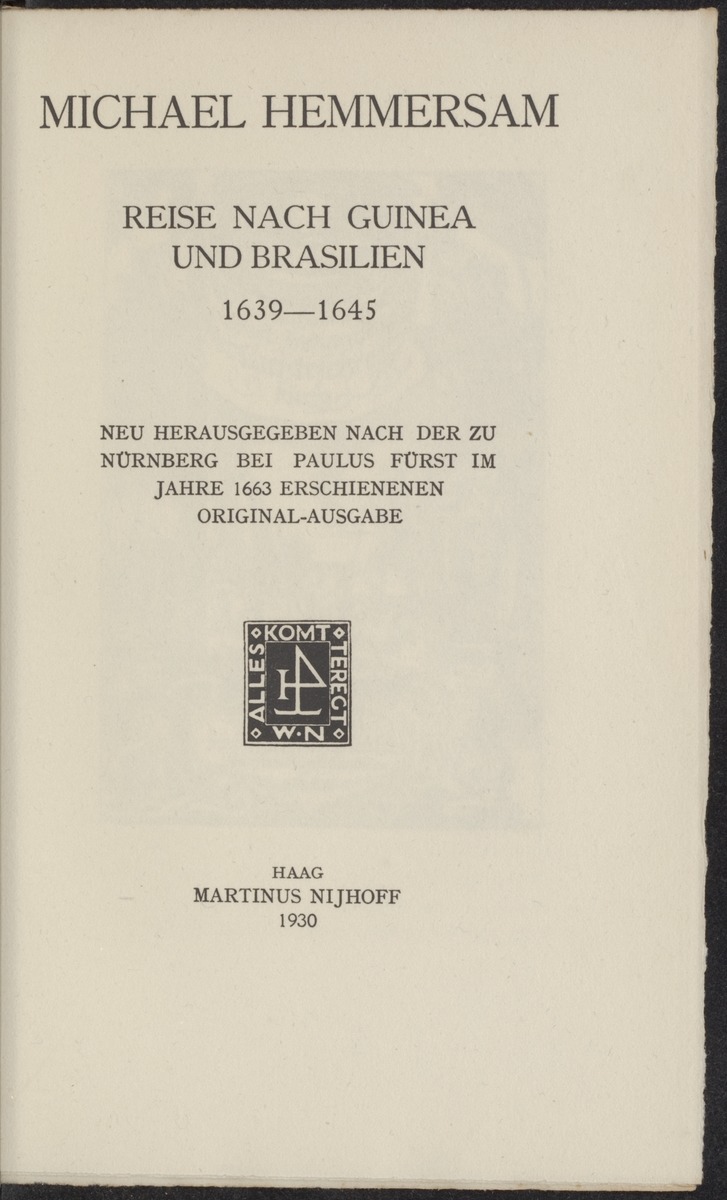 MICHAEL HEMMERSAM
REISE NACH GUINEA
UND BRASILIEN
1639—1645
NEU HERAUSGEGEBEN NACH DER ZU
NÜRNBERG BEI PAULUS FÜRST IM
JAHRE 1663 ERSCHIENENEN
ORIGINAL-AUSGABE
ALLES
KOMT
TERECT
W·N
HAAG
MARTINUS NIJHOFF
1930